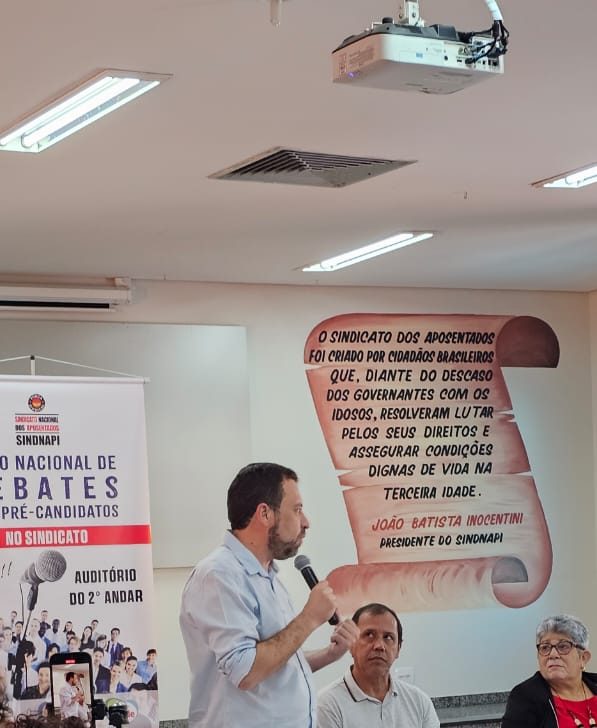 O SINDICATO DOS APOSENTADOS
FOI CRIADO POR CIDADÃOS BRASILEIROS
QUE, DIANTE DO DESCASO
DOS GOVERNANTES COM OS
IDOSOS, RESOLVERAM LUTAR
PELOS SEUS DIREITOS E
ASSEGURAR CONDIÇÕES
DIGNAS DE VIDA NA
TERCEIRA IDADE.
JOÃO BATISTA INOCENTINI
PRESIDENTE DO SINDNAPI
SINDICATO NACIONAL
DOS APOSENTADOS
SINDNAPI
O NACIONAL DE
EBATES
PRÉ-CANDIDATOS
NO SINDICATO
!!
AUDITÓRIO
DO 2º ANDAR